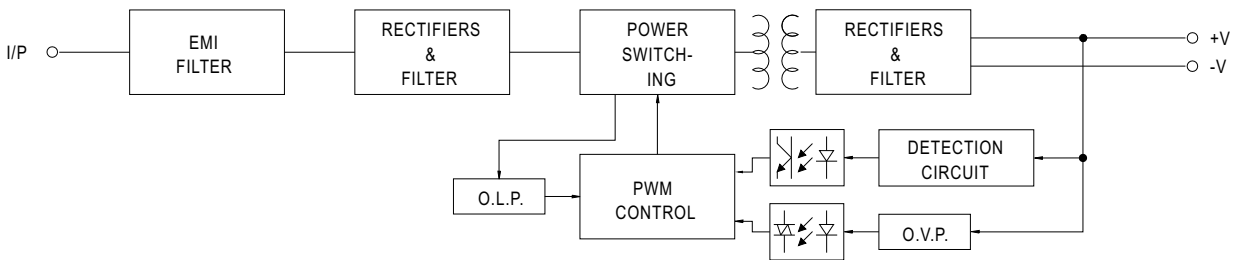 I/P
EMI
FILTER
RECTIFIERS
&
FILTER
POWER
SWITCH-
ING
RECTIFIERS
&
FILTER
+V
-V
O.L.P.
PWM
CONTROL
DETECTION
CIRCUIT
O.V.P.